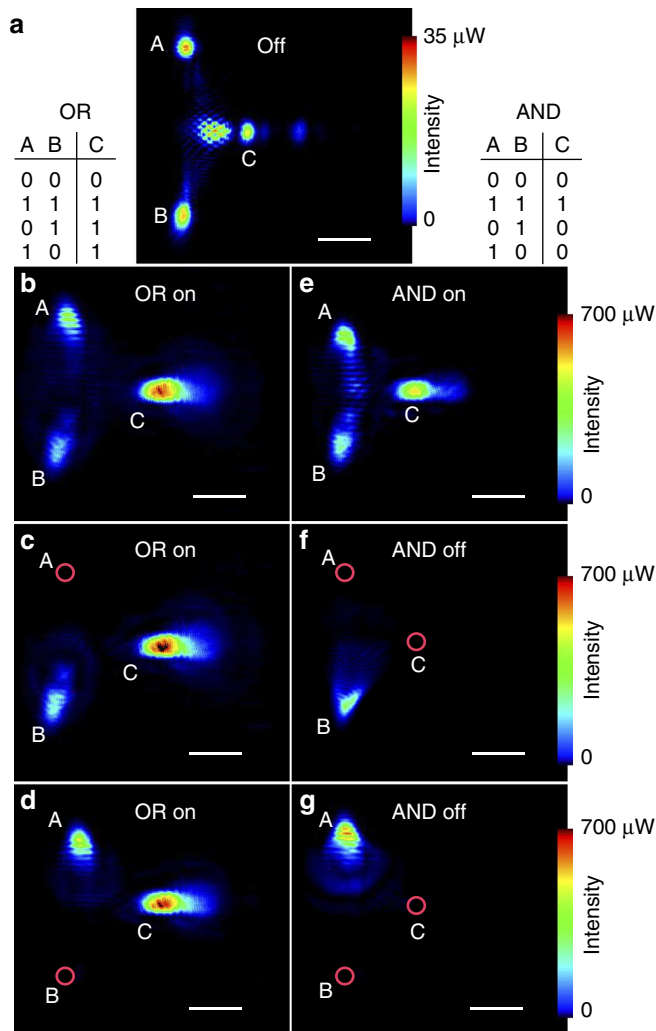 a
A
Off
C
B
35 μW
Intensity
0
OR
A B C
0 0 0
1 1 1
0 1 1
1 0 1
AND
A B C
0 0 0
1 1 1
0 1 0
1 0 0
b
OR on
A
C
B
e
AND on
A
C
B
700 μW
Intensity
0
c
OR on
A
C
B
f
AND off
A
C
B
700 μW
Intensity
0
d
OR on
A
C
B
g
AND off
A
C
B
700 μW
Intensity
0